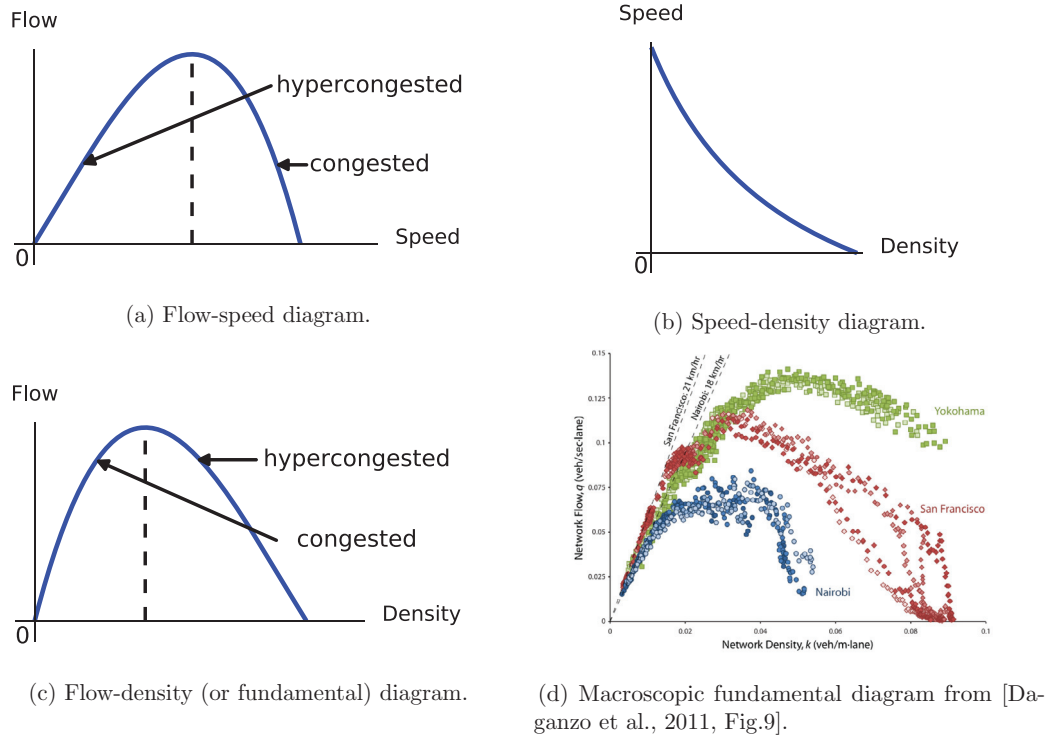 Flow
hypercongested
congested
Speed
0
(a) Flow-speed diagram.
Speed
Density
0
(b) Speed-density diagram.
Flow
hypercongested
congested
Density
0
(c) Flow-density (or fundamental) diagram.
0.15
0.125
0.1
0.075
0.05
0.025
0
Network Flow, q (veh/sec-lane)
San Francisco: 21 km/hr
Nairobi: 18 km/hr
Yokohama
San Francisco
Nairobi
0 0.02 0.04 0.06 0.08 0.1
Network Density, k (veh/m-lane)
(d) Macroscopic fundamental diagram from [Da-
ganzo et al., 2011, Fig.9].